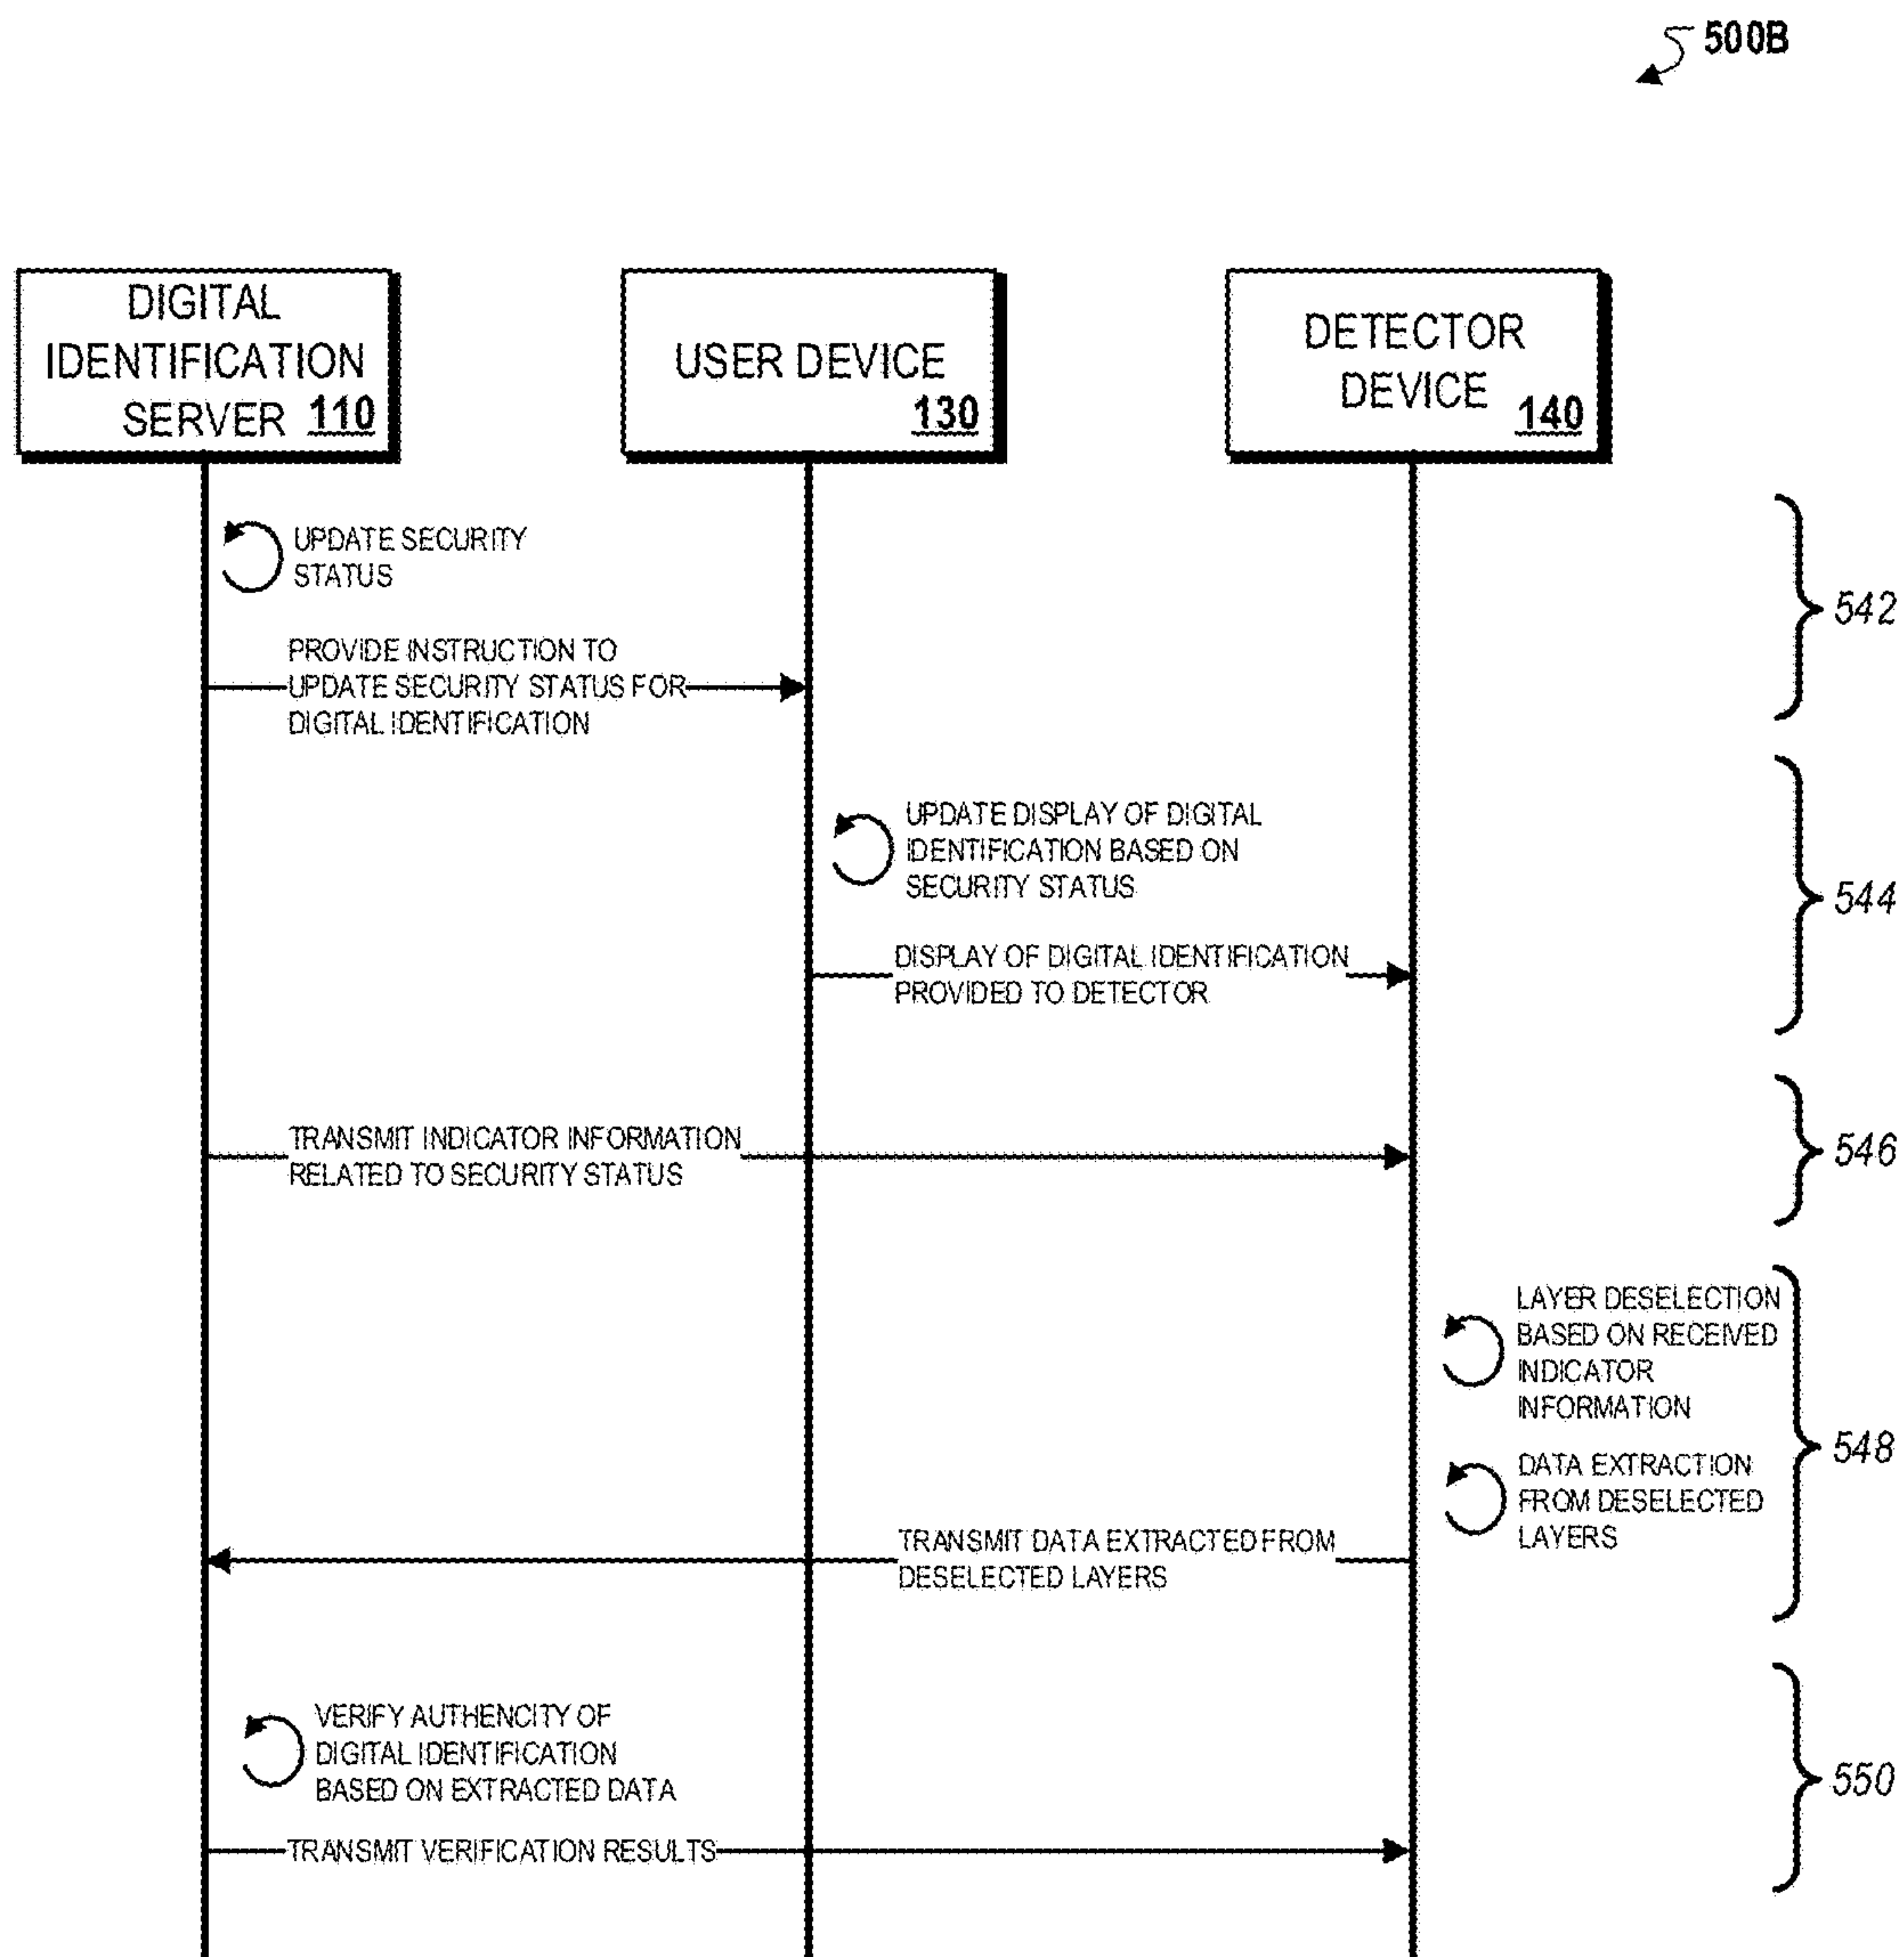 500B
DIGITAL
IDENTIFICATION
SERVER 110
USER DEVICE
130
DETECTOR
DEVICE 140
UPDATE SECURITY
STATUS
PROVIDE INSTRUCTION TO
UPDATE SECURITY STATUS FOR
DIGITAL IDENTIFICATION
542
UPDATE DISPLAY OF DIGITAL
IDENTIFICATION BASED ON
SECURITY STATUS
DISPLAY OF DIGITAL IDENTIFICATION
PROVIDED TO DETECTOR
544
TRANSMIT INDICATOR INFORMATION
RELATED TO SECURITY STATUS
546
LAYER DESELECTION
BASED ON RECEIVED
INDICATOR
INFORMATION
DATA EXTRACTION
FROM DESELECTED
LAYERS
TRANSMIT DATA EXTRACTED FROM
DESELECTED LAYERS
548
VERIFY AUTHENCITY OF
DIGITAL IDENTIFICATION
BASED ON EXTRACTED DATA
TRANSMIT VERIFICATION RESULTS
550